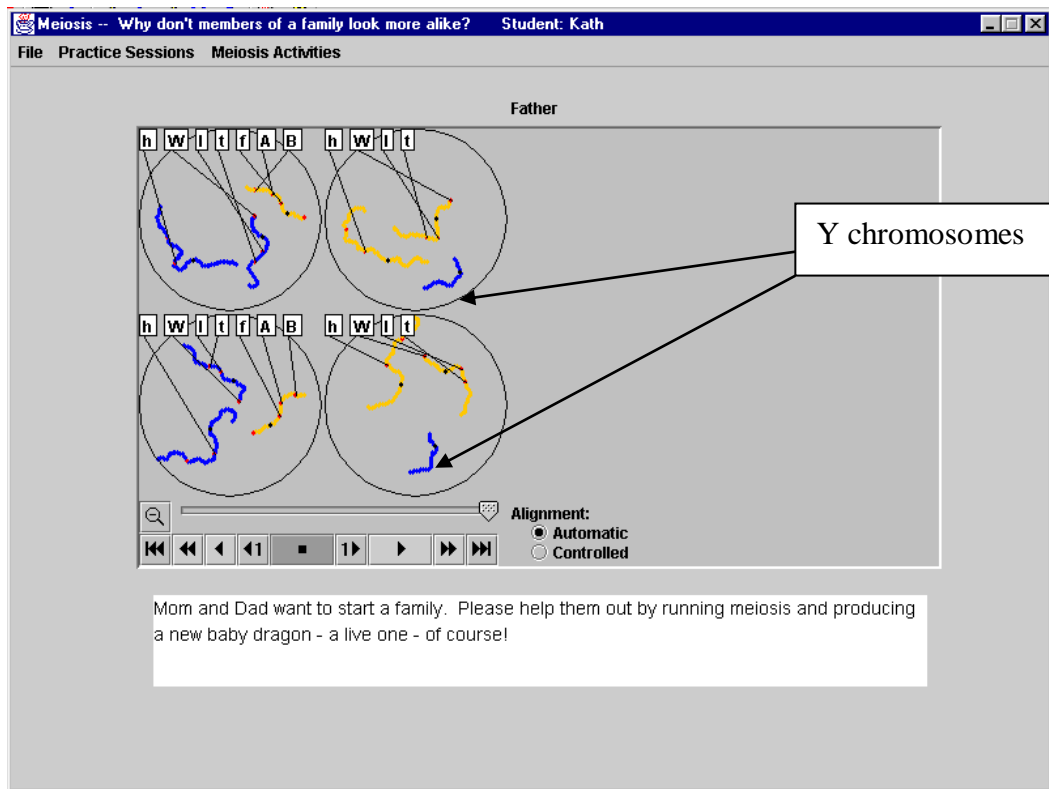 Meiosis -- Why don't members of a family look more alike? Student: Kath
File Practice Sessions Meiosis Activities
Father
h W l t f A B h W l t
Y chromosomes
h W l t f A B h W l t
Alignment:
Automatic
1 1
Controlled
Mom and Dad want to start a family. Please help them out by running meiosis and producing
a new baby dragon - a live one - of course!